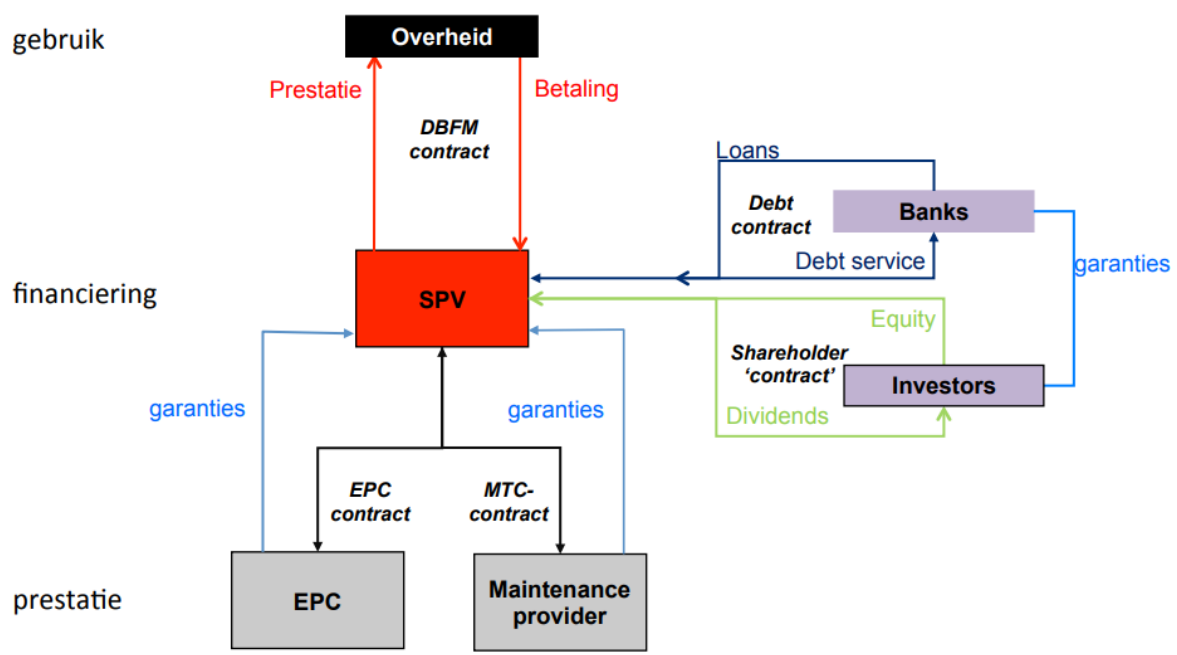 gebruik
Overheid
Prestatie
Betaling
DBFM
contract
Loans
Debt
contract
Banks
Debt service
garanties
financiering
SPV
Equity
Shareholder
‘contract’
Investors
Dividends
garanties
garanties
EPC
contract
MTC-
contract
prestatie
EPC
Maintenance
provider